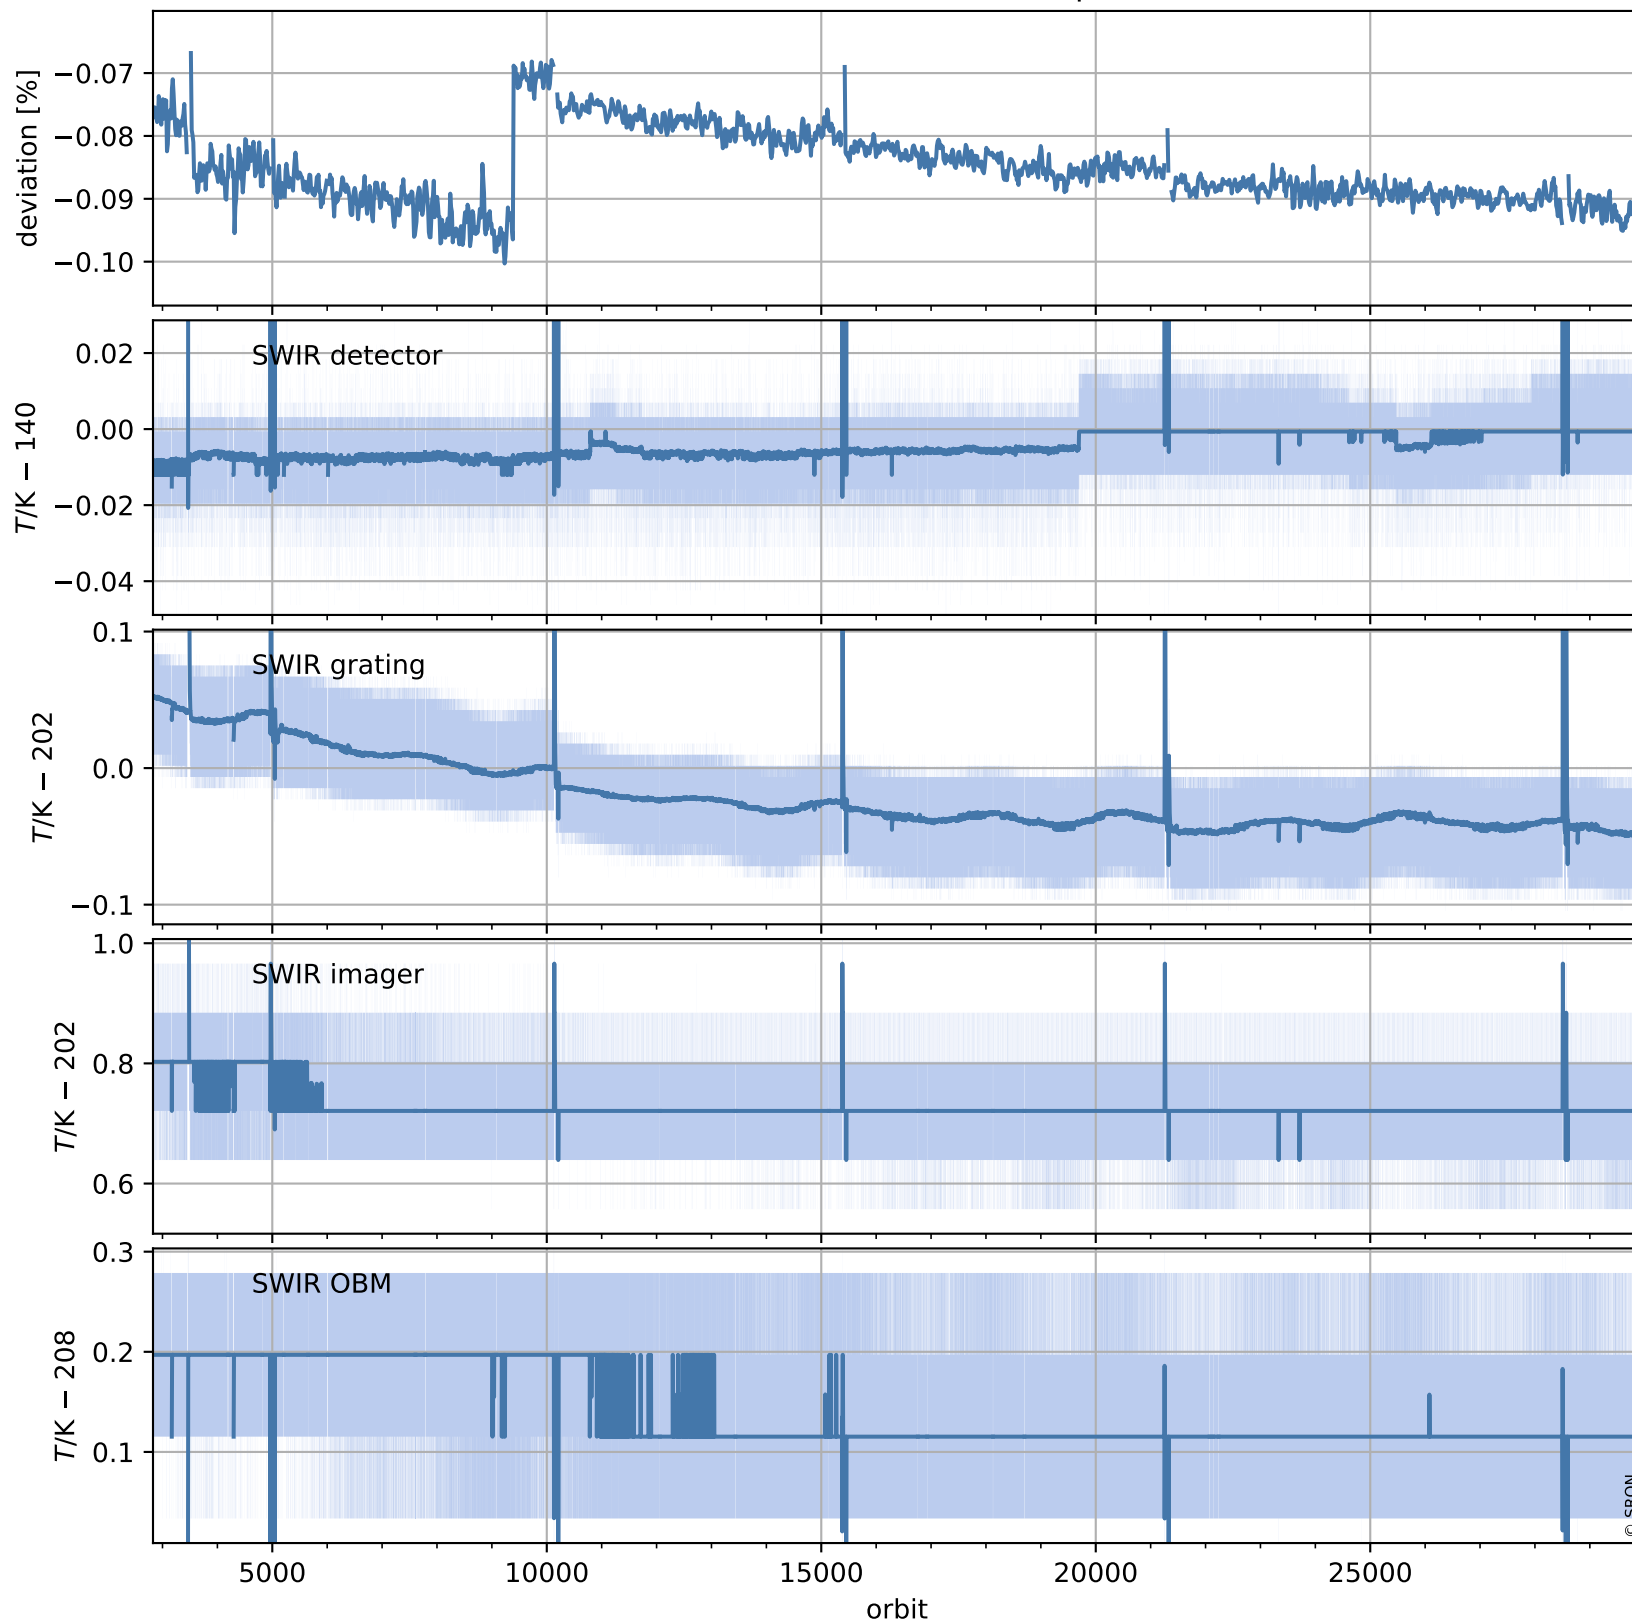 deviation [%]
−0.07
−0.08
−0.09
−0.10
SWIR detector
T/K − 140
0.02
0.00
−0.02
−0.04
SWIR grating
T/K − 202
0.1
0.0
−0.1
SWIR imager
T/K − 202
1.0
0.8
0.6
SWIR OBM
T/K − 208
0.3
0.2
0.1
© SRON
5000 10000 15000 20000 25000
orbit